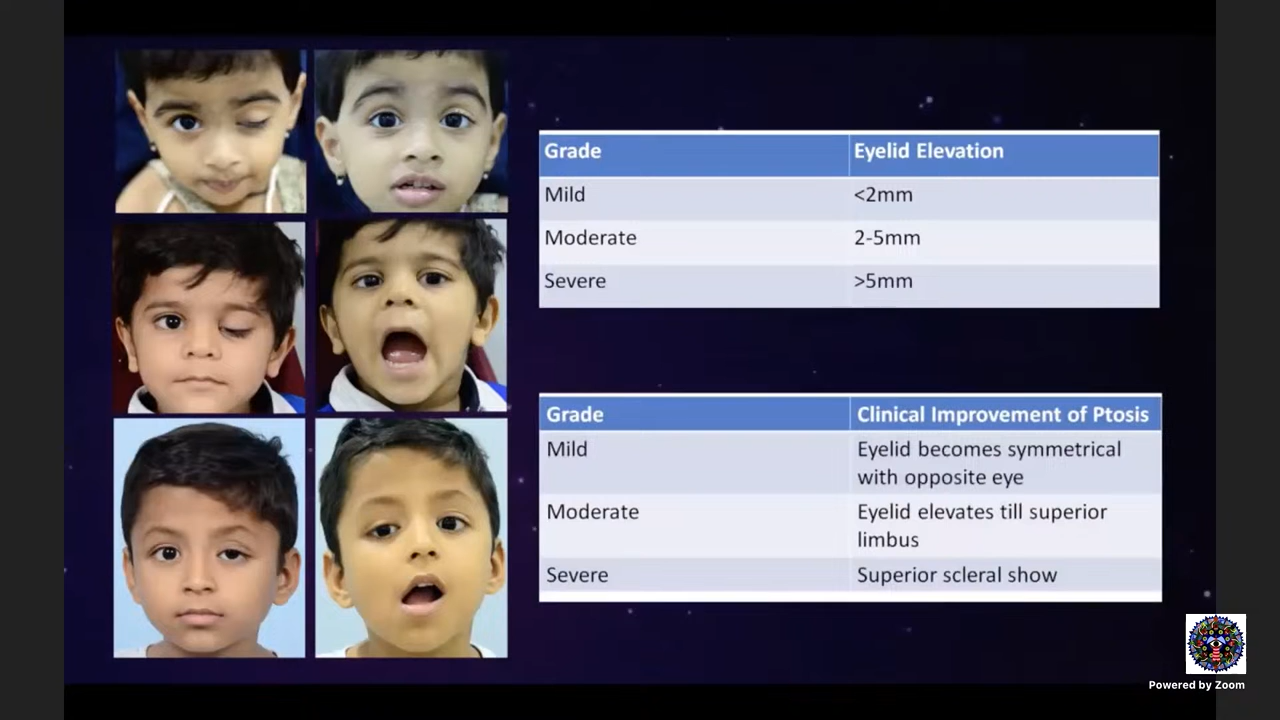 Grade Eyelid Elevation
Mild <2mm
Moderate 2-5mm
Severe >5mm
Grade Clinical Improvement of Ptosis
Mild Eyelid becomes symmetrical
with opposite eye
Moderate Eyelid elevates till superior
limbus
Severe Superior scleral show
Powered by Zoom